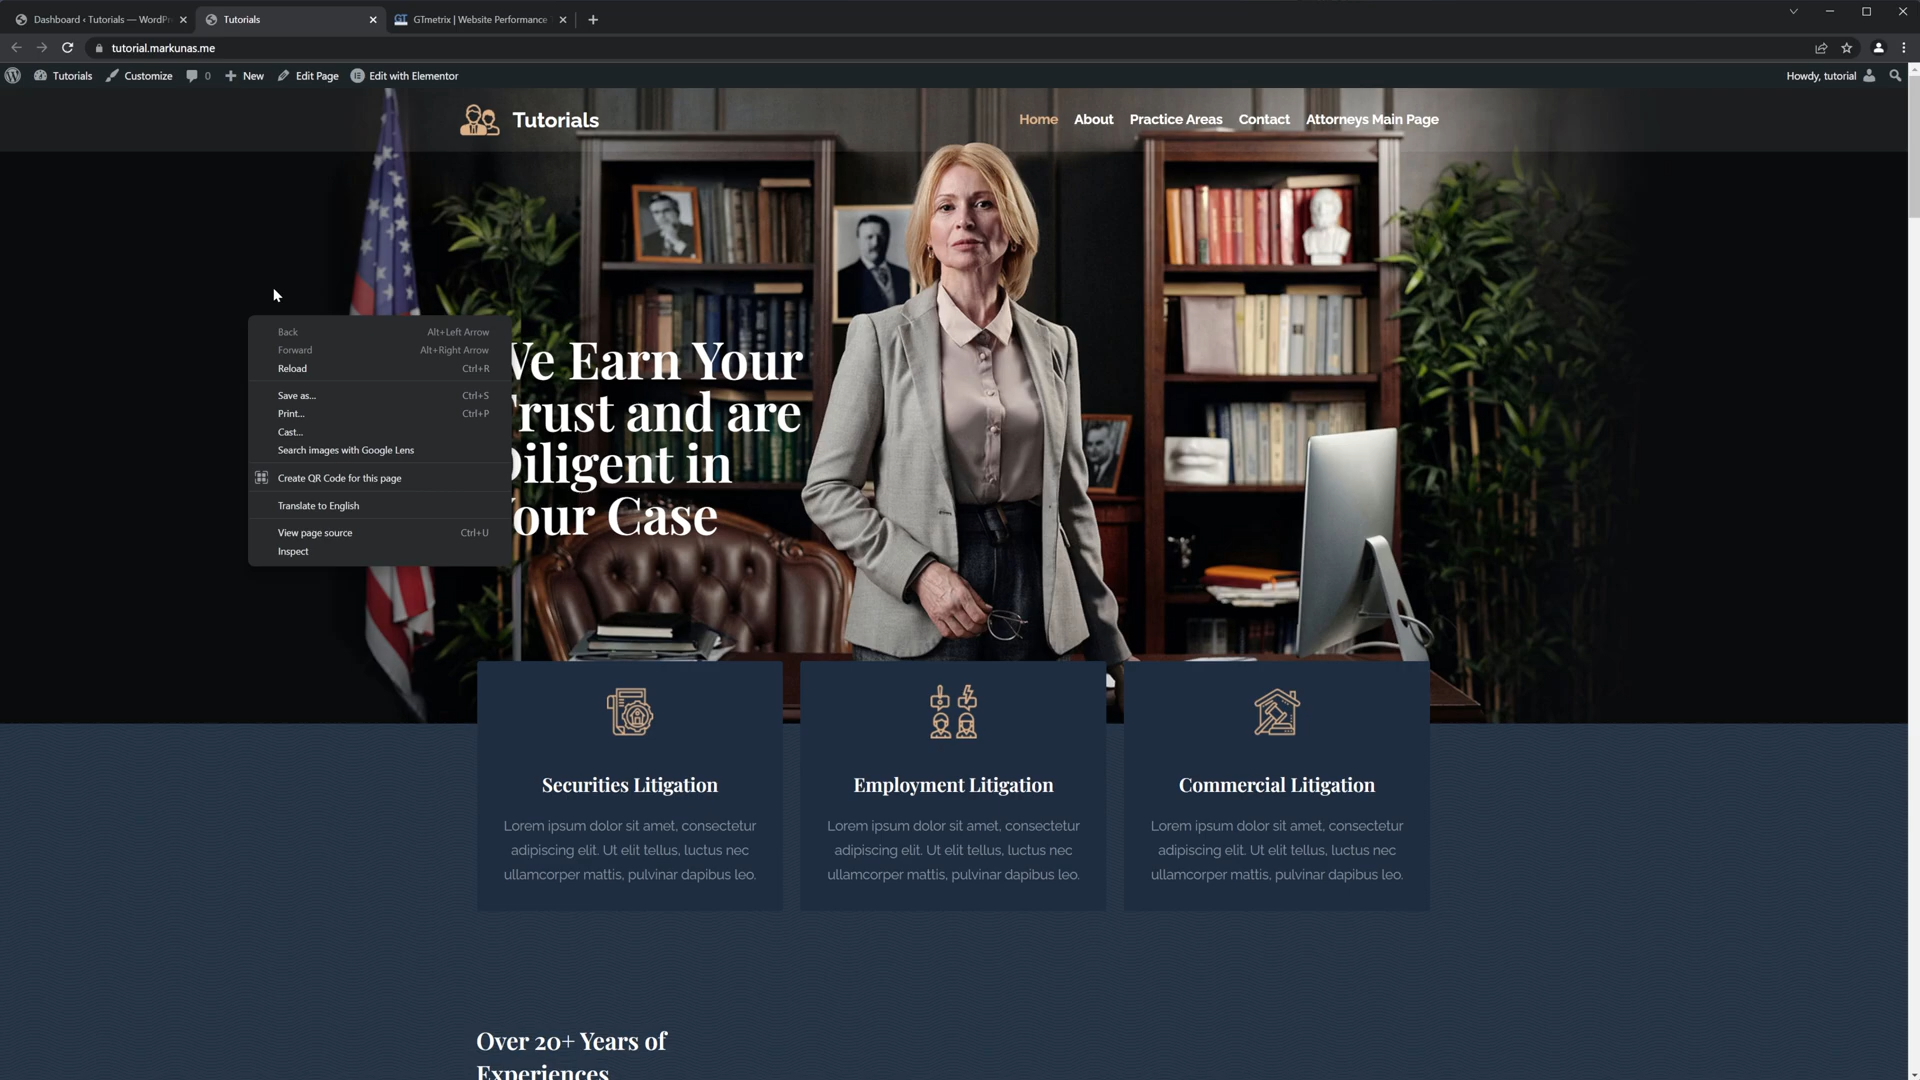 Dashboard ‹ Tutorials — WordPr
Tutorials
GTmetrix | Website Performance
tutorial.markunas.me
Tutorials
Customize
0
New
Edit Page
Edit with Elementor
Howdy, tutorial
Tutorials
Home
About
Practice Areas
Contact
Attorneys Main Page
Back Alt+Left Arrow
Forward Alt+Right Arrow
Reload Ctrl+R
Save as... Ctrl+S
Print... Ctrl+P
Cast...
Search images with Google Lens
Create QR Code for this page
Translate to English
View page source Ctrl+U
Inspect
We Earn Your
Trust and are
Diligent in
Your Case
Securities Litigation
Lorem ipsum dolor sit amet, consectetur
adipiscing elit. Ut elit tellus, luctus nec
ullamcorper mattis, pulvinar dapibus leo.
Employment Litigation
Lorem ipsum dolor sit amet, consectetur
adipiscing elit. Ut elit tellus, luctus nec
ullamcorper mattis, pulvinar dapibus leo.
Commercial Litigation
Lorem ipsum dolor sit amet, consectetur
adipiscing elit. Ut elit tellus, luctus nec
ullamcorper mattis, pulvinar dapibus leo.
Over 20+ Years of
Experiences